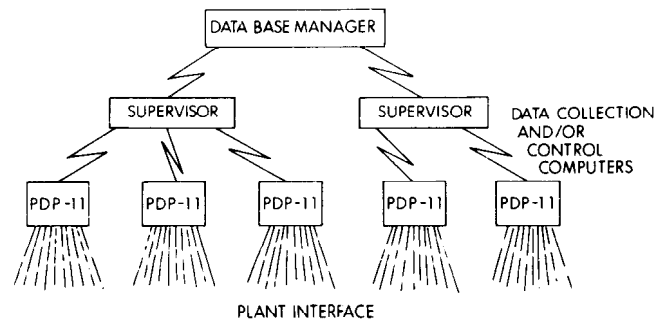 DATA BASE MANAGER
SUPERVISOR
SUPERVISOR
DATA COLLECTION
AND/OR
CONTROL
COMPUTERS
PDP-11
PDP-11
PDP-11
PDP-11
PDP-11
PLANT INTERFACE